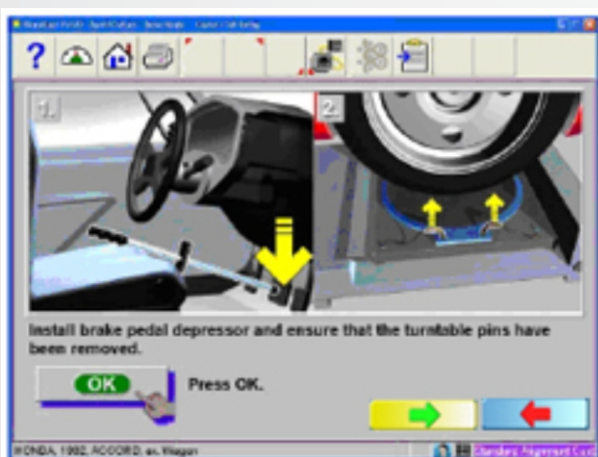 ?
1.
2.
Install brake pedal depressor and ensure that the turntable pins have
been removed.
OK
Press OK.
HONDA, 1992, ACCORD, ex. Wagon
Standard Alignment